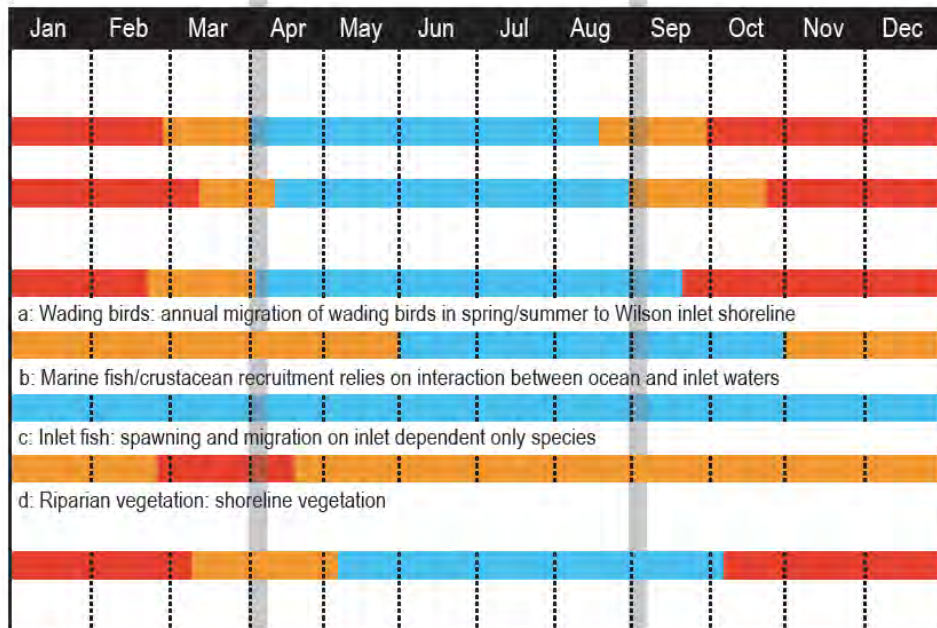 Jan Feb Mar Apr May Jun Jul Aug Sep Oct Nov Dec
a: Wading birds: annual migration of wading birds in spring/summer to Wilson inlet shoreline
b: Marine fish/crustacean recruitment relies on interaction between ocean and inlet waters
c: Inlet fish: spawning and migration on inlet dependent only species
d: Riparian vegetation: shoreline vegetation